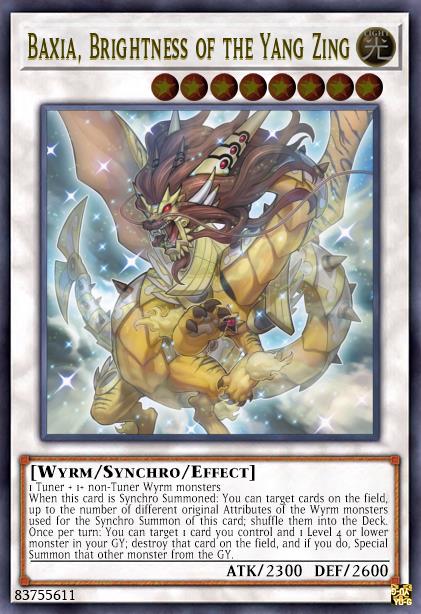 Baxia, Brightness of the Yang Zing
LIGHT
光
[Wyrm/Synchro/Effect]
1 Tuner + 1+ non-Tuner Wyrm monsters
When this card is Synchro Summoned: You can target cards on the field,
up to the number of different original Attributes of the Wyrm monsters
used for the Synchro Summon of this card; shuffle them into the Deck.
Once per turn: You can target 1 card you control and 1 Level 4 or lower
monster in your GY; destroy that card on the field, and if you do, Special
Summon that other monster from the GY.
ATK/2300 DEF/2600
83755611